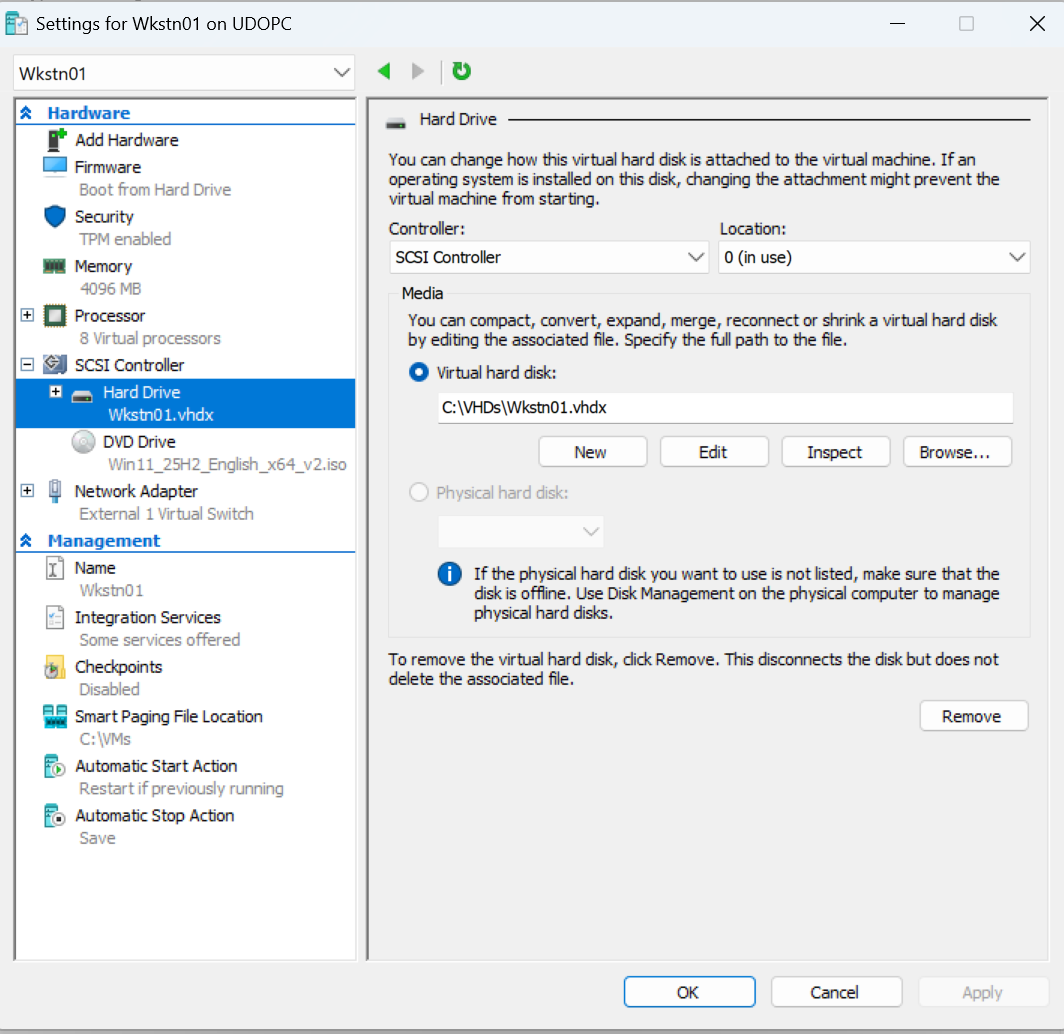 Settings for Wkstn01 on UDOPC
Wkstn01
Hardware
Add Hardware
Firmware
Boot from Hard Drive
Security
TPM enabled
Memory
4096 MB
Processor
8 Virtual processors
SCSI Controller
Hard Drive
Wkstn01.vhdx
DVD Drive
Win11_25H2_English_x64_v2.iso
Network Adapter
External 1 Virtual Switch
Management
Name
Wkstn01
Integration Services
Some services offered
Checkpoints
Disabled
Smart Paging File Location
C:\VMs
Automatic Start Action
Restart if previously running
Automatic Stop Action
Save
Hard Drive
You can change how this virtual hard disk is attached to the virtual machine. If an
operating system is installed on this disk, changing the attachment might prevent the
virtual machine from starting.
Controller: Location:
SCSI Controller 0 (in use)
Media
You can compact, convert, expand, merge, reconnect or shrink a virtual hard disk
by editing the associated file. Specify the full path to the file.
Virtual hard disk:
C:\VHDs\Wkstn01.vhdx
New Edit Inspect Browse...
Physical hard disk:
If the physical hard disk you want to use is not listed, make sure that the
disk is offline. Use Disk Management on the physical computer to manage
physical hard disks.
To remove the virtual hard disk, click Remove. This disconnects the disk but does not
delete the associated file.
Remove
OK Cancel Apply